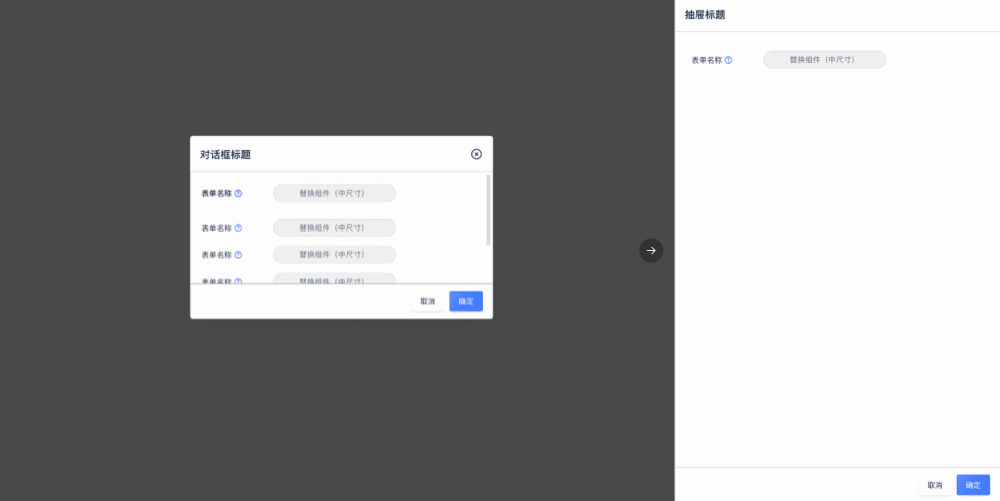 对话框标题
表单名称
替换组件（中尺寸）
表单名称
替换组件（中尺寸）
表单名称
替换组件（中尺寸）
表单名称
替换组件（中尺寸）
取消
确定
抽屉标题
表单名称
替换组件（中尺寸）
取消
确定